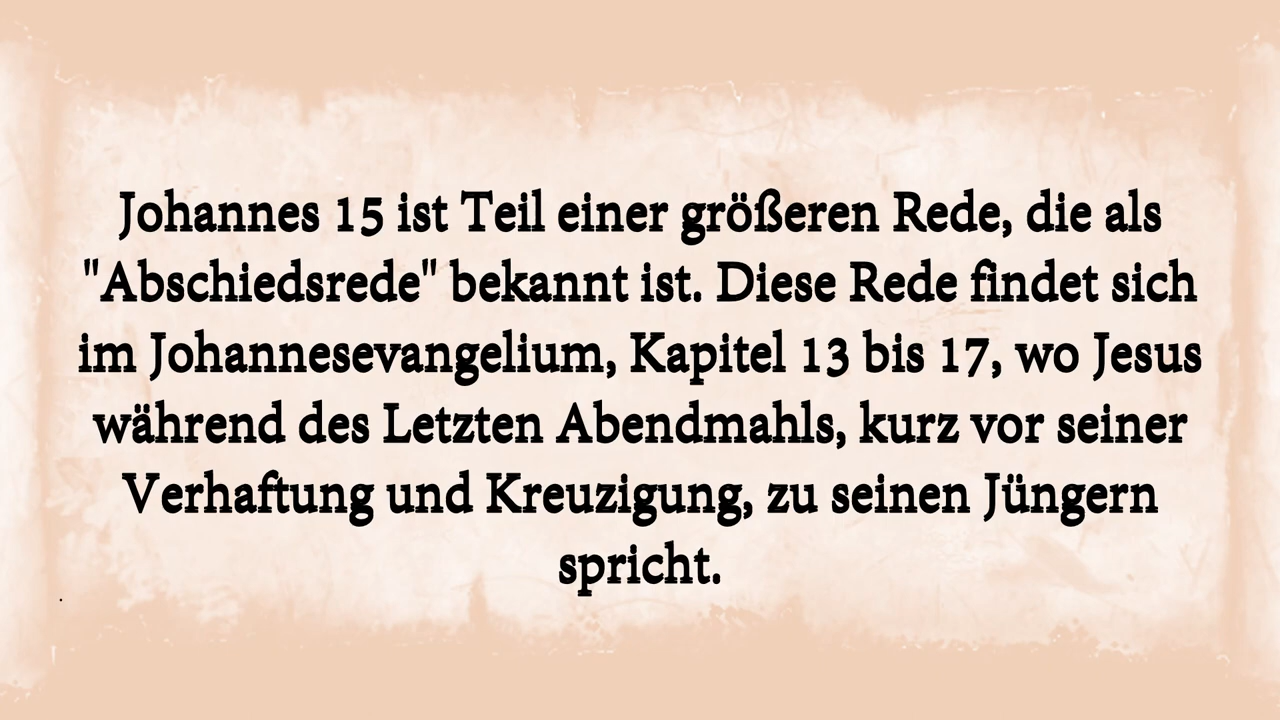 Johannes 15 ist Teil einer größeren Rede, die als
"Abschiedsrede" bekannt ist. Diese Rede findet sich
im Johannesevangelium, Kapitel 13 bis 17, wo Jesus
während des Letzten Abendmahls, kurz vor seiner
Verhaftung und Kreuzigung, zu seinen Jüngern
spricht.
.